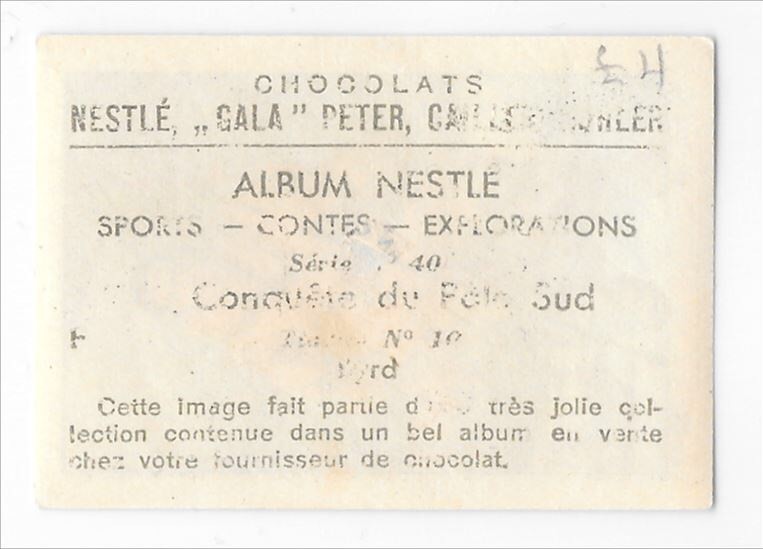 £4
CHOCOLATS
NESTLÉ, „GALA” PETER, CAILLER, KOHLER
ALBUM NESTLÉ
SPORTS — CONTES — EXPLORATIONS
Série 40
Conquête du Pôle Sud
Timbre N° 10
Byrd
Cette image fait partie d'une très jolie col-
lection contenue dans un bel album en vente
chez votre fournisseur de chocolat.